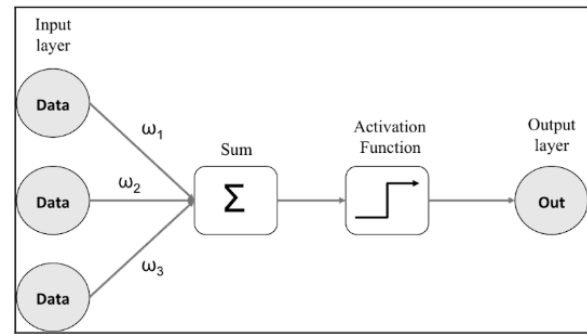 Input
layer
Data
ω1
Data
ω2
Data
ω3
Sum
Σ
Activation
Function
Output
layer
Out